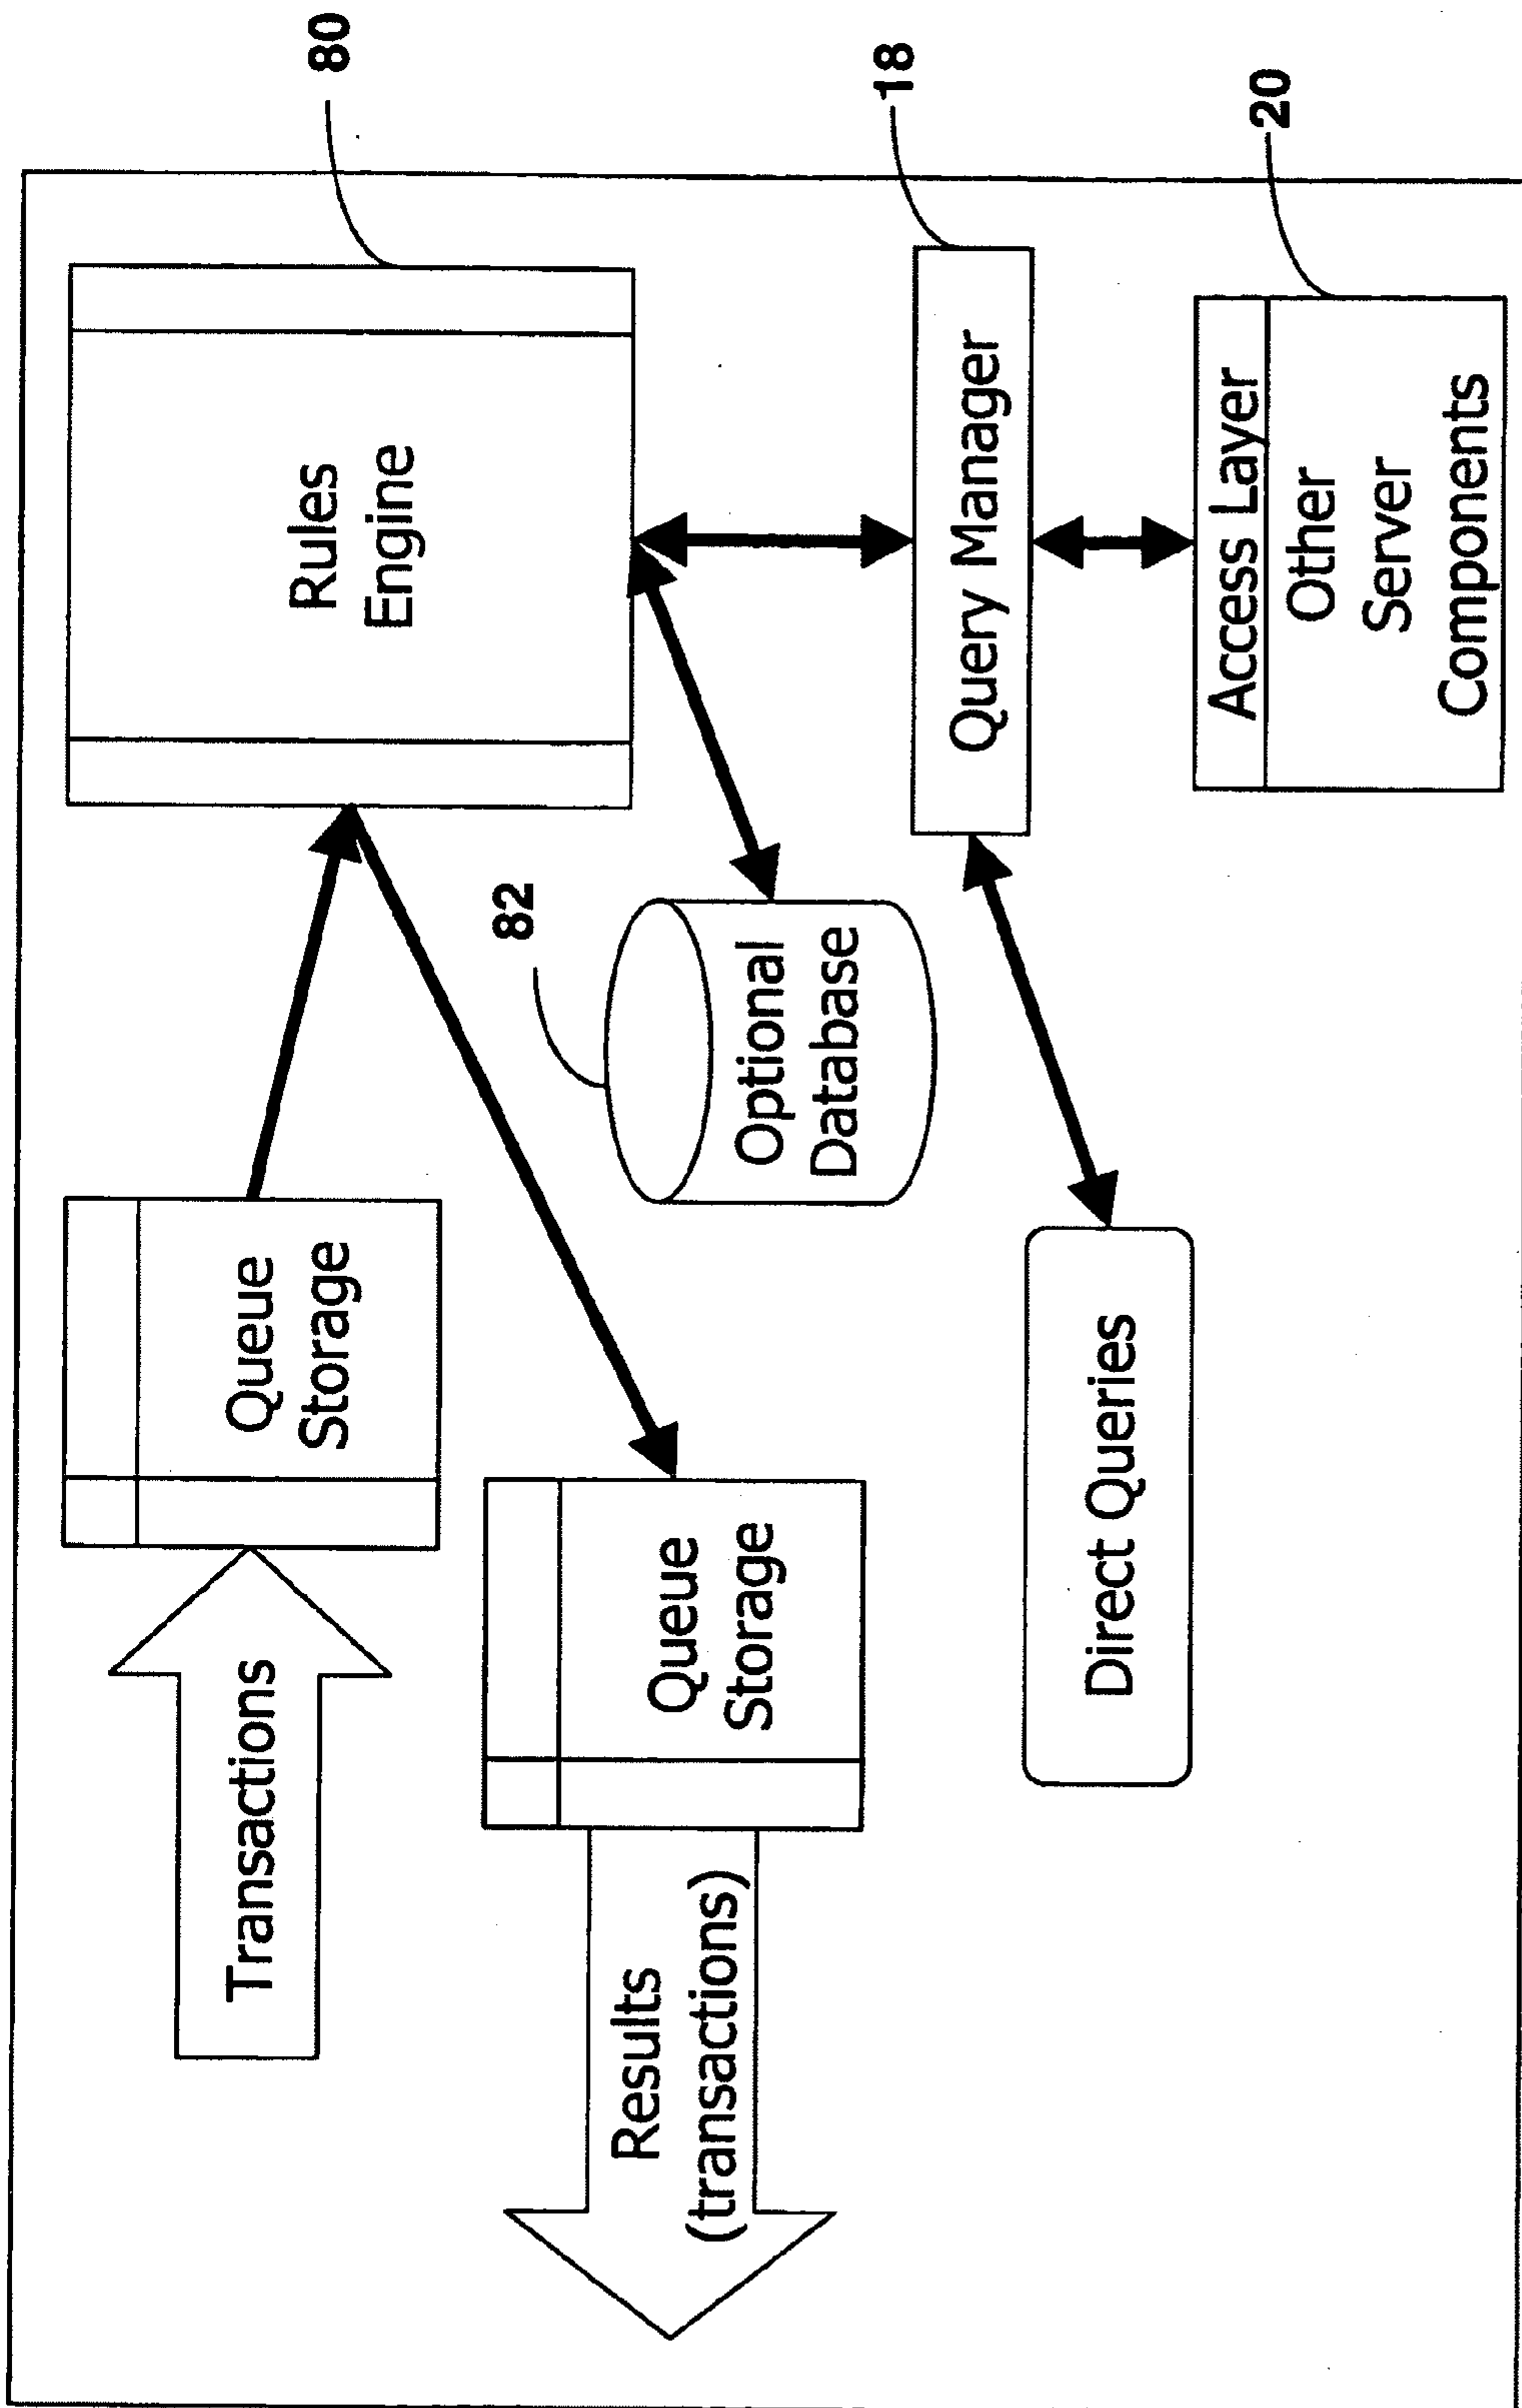 Transactions
Queue
Storage
Rules
Engine
80
Results
(transactions)
Queue
Storage
82
Optional
Database
Query Manager
18
Direct Queries
Access Layer
Other
Server
Components
20